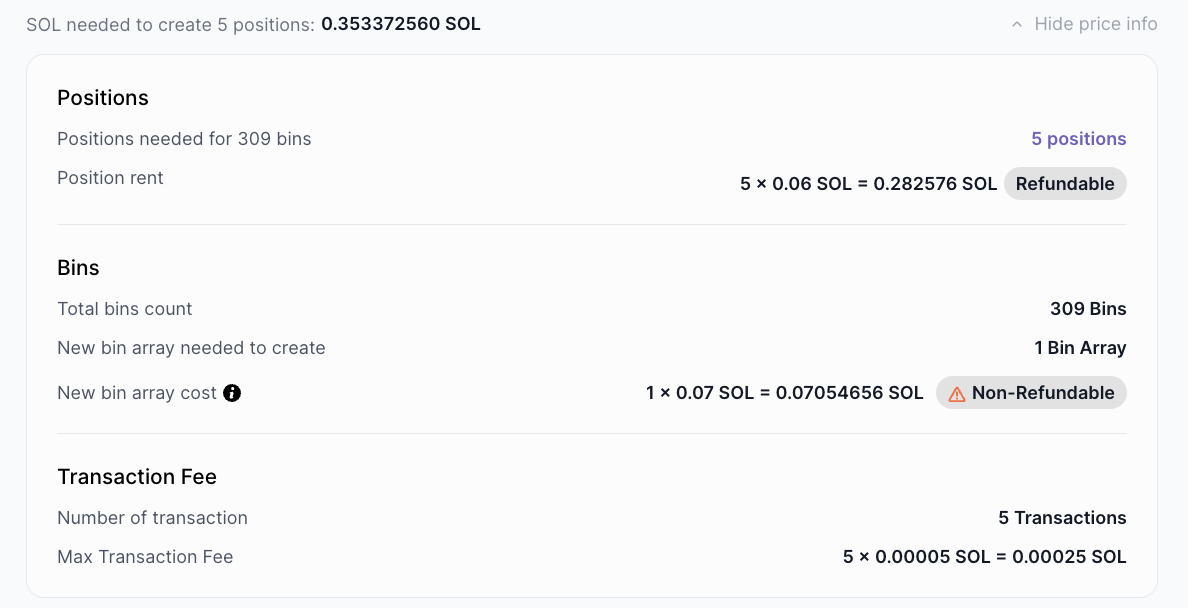 SOL needed to create 5 positions: 0.353372560 SOL
Hide price info
Positions
Positions needed for 309 bins 5 positions
Position rent 5 × 0.06 SOL = 0.282576 SOL Refundable
Bins
Total bins count 309 Bins
New bin array needed to create 1 Bin Array
New bin array cost 1 × 0.07 SOL = 0.07054656 SOL Non-Refundable
Transaction Fee
Number of transaction 5 Transactions
Max Transaction Fee 5 × 0.00005 SOL = 0.00025 SOL